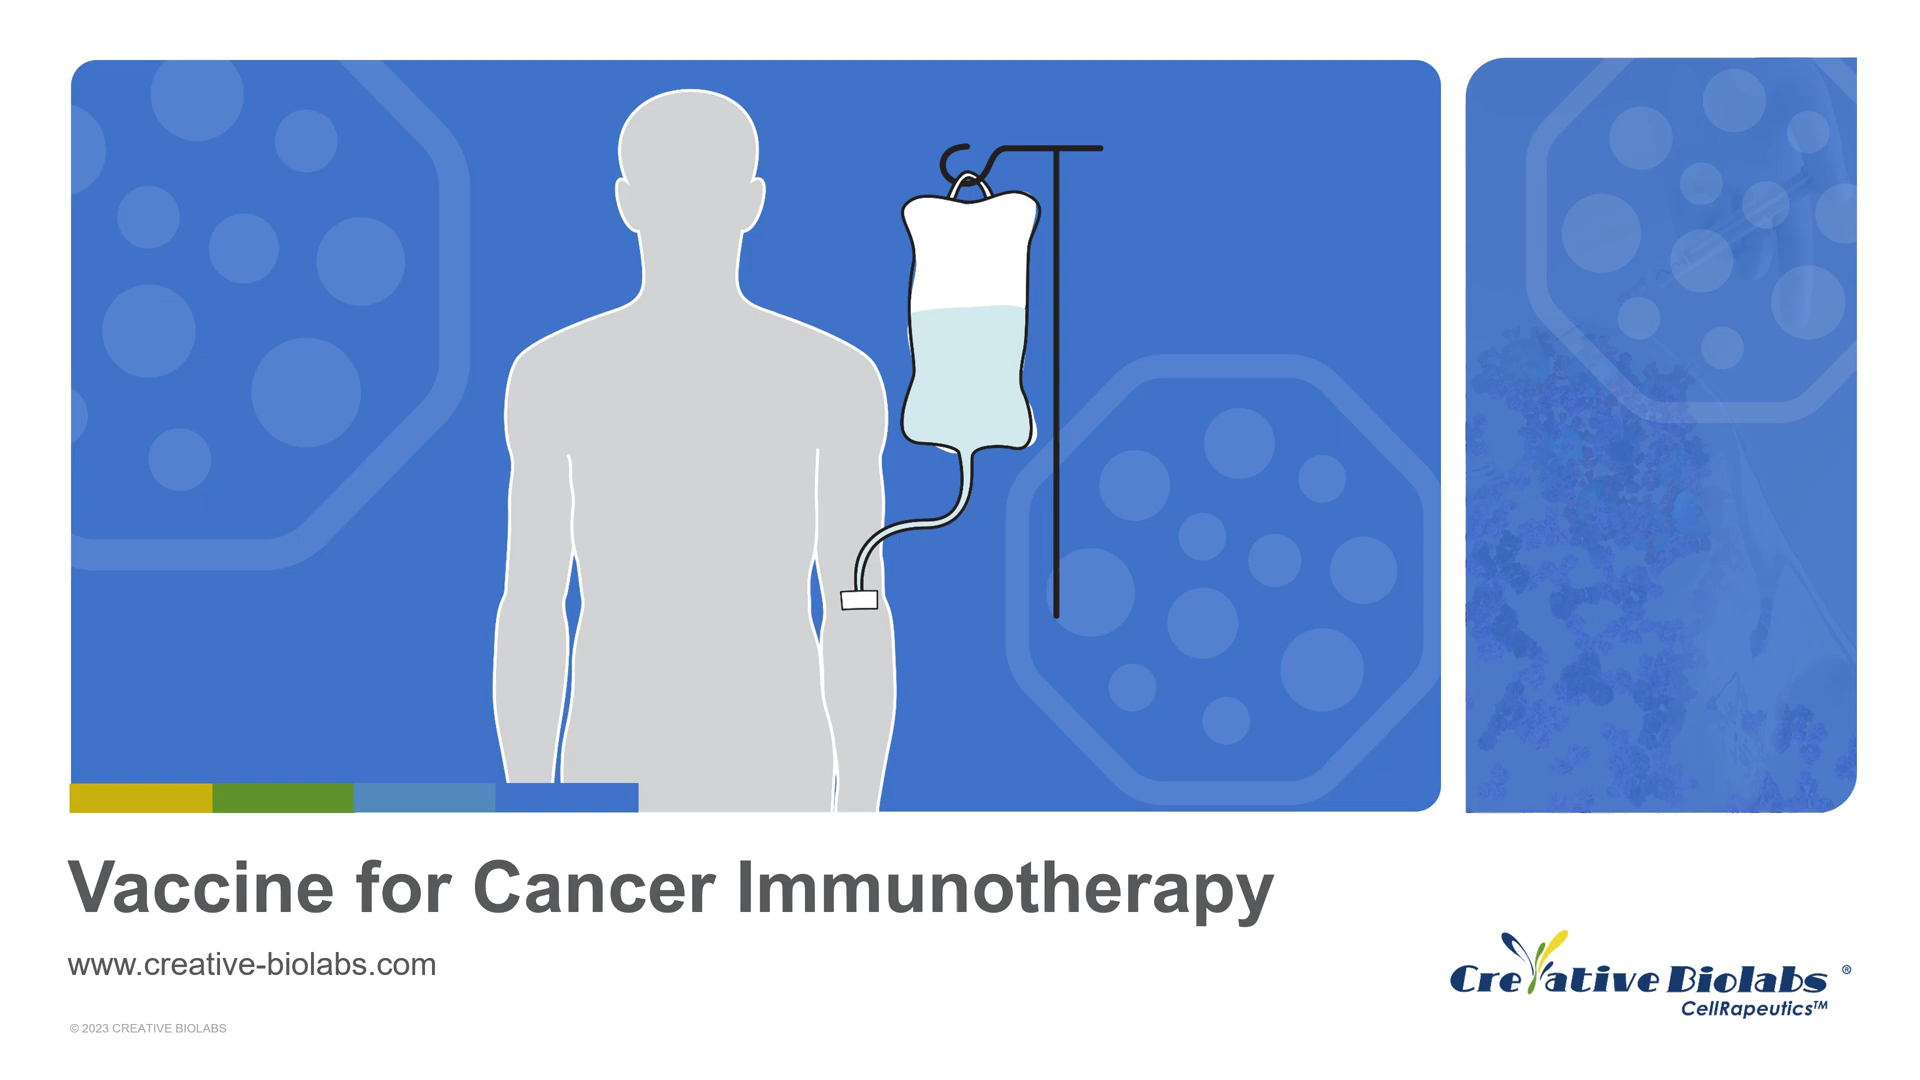 Vaccine for Cancer Immunotherapy
www.creative-biolabs.com
Creative Biolabs ®
CellRapeutics™
© 2023 CREATIVE BIOLABS